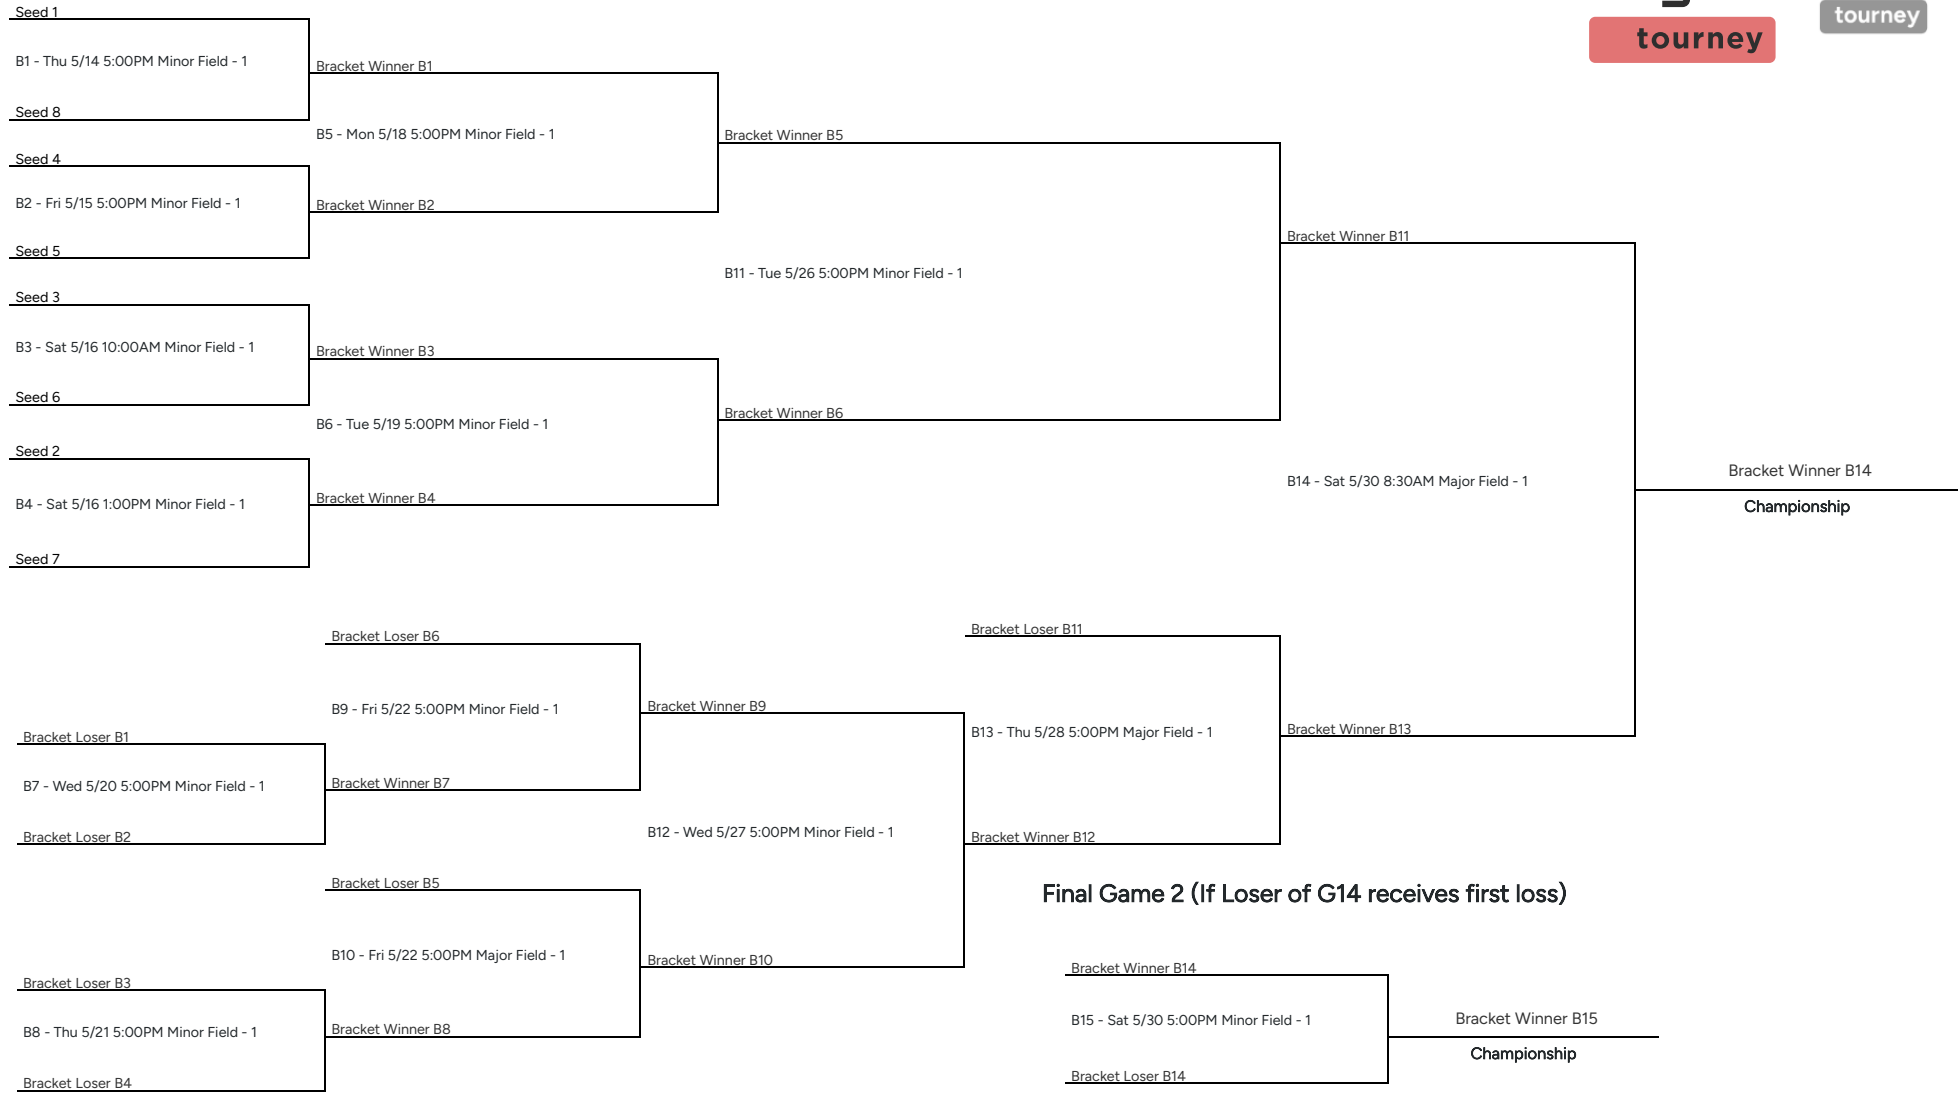 Seed 1
B1 - Thu 5/14 5:00PM Minor Field - 1
Seed 8
Bracket Winner B1
B5 - Mon 5/18 5:00PM Minor Field - 1
Seed 4
B2 - Fri 5/15 5:00PM Minor Field - 1
Seed 5
Bracket Winner B2
Bracket Winner B5
B11 - Tue 5/26 5:00PM Minor Field - 1
Seed 3
B3 - Sat 5/16 10:00AM Minor Field - 1
Seed 6
Bracket Winner B3
B6 - Tue 5/19 5:00PM Minor Field - 1
Seed 2
B4 - Sat 5/16 1:00PM Minor Field - 1
Seed 7
Bracket Winner B4
Bracket Winner B6
Bracket Winner B11
B14 - Sat 5/30 8:30AM Major Field - 1
Bracket Winner B14
Championship
tourney
tourney
Bracket Loser B6
B9 - Fri 5/22 5:00PM Minor Field - 1
Bracket Loser B1
B7 - Wed 5/20 5:00PM Minor Field - 1
Bracket Loser B2
Bracket Winner B7
Bracket Winner B9
B12 - Wed 5/27 5:00PM Minor Field - 1
Bracket Loser B5
B10 - Fri 5/22 5:00PM Major Field - 1
Bracket Loser B3
B8 - Thu 5/21 5:00PM Minor Field - 1
Bracket Loser B4
Bracket Winner B8
Bracket Winner B10
Bracket Loser B11
B13 - Thu 5/28 5:00PM Major Field - 1
Bracket Winner B12
Bracket Winner B13
Final Game 2 (If Loser of G14 receives first loss)
Bracket Winner B14
B15 - Sat 5/30 5:00PM Minor Field - 1
Bracket Loser B14
Bracket Winner B15
Championship